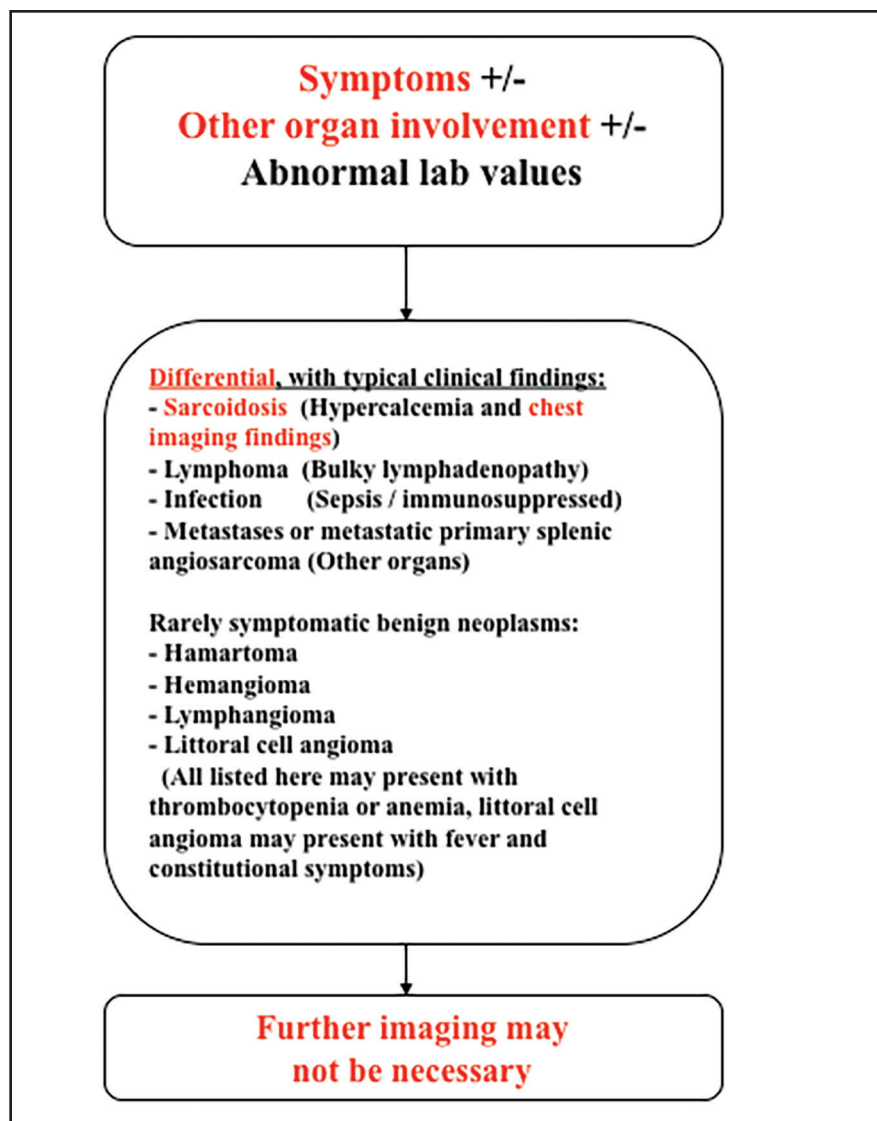 Symptoms +/-
Other organ involvement +/-
Abnormal lab values
Differential, with typical clinical findings:
- Sarcoidosis (Hypercalcemia and chest
imaging findings)
- Lymphoma (Bulky lymphadenopathy)
- Infection (Sepsis / immunosuppressed)
- Metastases or metastatic primary splenic
angiosarcoma (Other organs)
Rarely symptomatic benign neoplasms:
- Hamartoma
- Hemangioma
- Lymphangioma
- Littoral cell angioma
(All listed here may present with
thrombocytopenia or anemia, littoral cell
angioma may present with fever and
constitutional symptoms)
Further imaging may
not be necessary